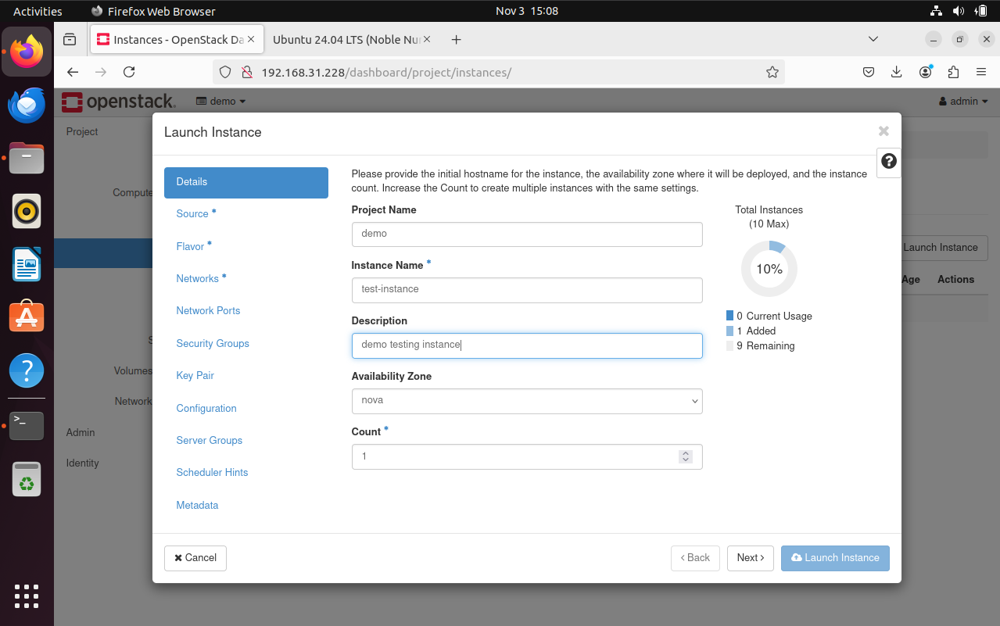 Activities
Firefox Web Browser
Nov 3 15:08
Instances - OpenStack Da
Ubuntu 24.04 LTS (Noble Nu
192.168.31.228/dashboard/project/instances/
openstack.
demo
admin
Project
Compute
Volumes
Network
Admin
Identity
Launch Instance
Age
Actions
Launch Instance
Details
Source *
Flavor *
Networks *
Network Ports
Security Groups
Key Pair
Configuration
Server Groups
Scheduler Hints
Metadata
Please provide the initial hostname for the instance, the availability zone where it will be deployed, and the instance
count. Increase the Count to create multiple instances with the same settings.
Project Name
demo
Instance Name *
test-instance
Description
demo testing instance
Availability Zone
nova
Count *
1
Total Instances
(10 Max)
10%
0 Current Usage
1 Added
9 Remaining
Cancel
Back
Next
Launch Instance